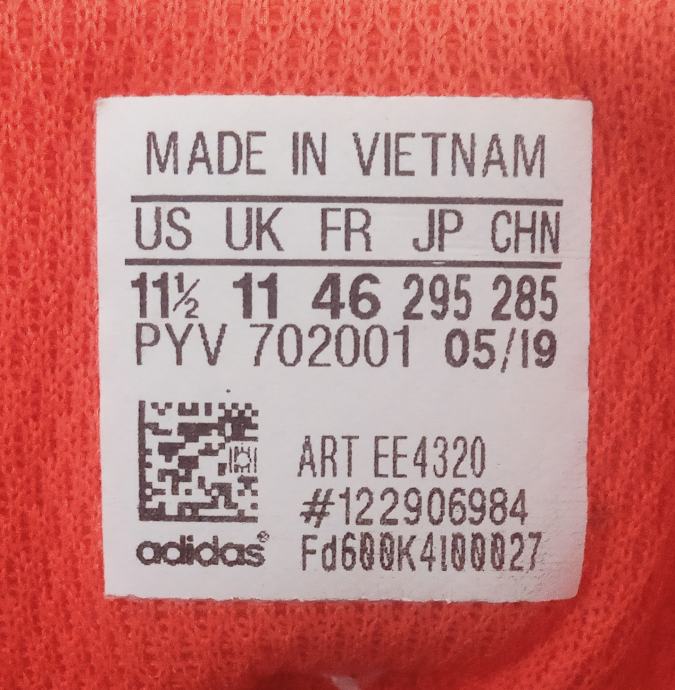 MADE IN VIETNAM
US UK FR JP CHN
11½ 11 46 295 285
PYV 702001 05/19
ART EE4320
#122906984
adidas® Fd600K4100027